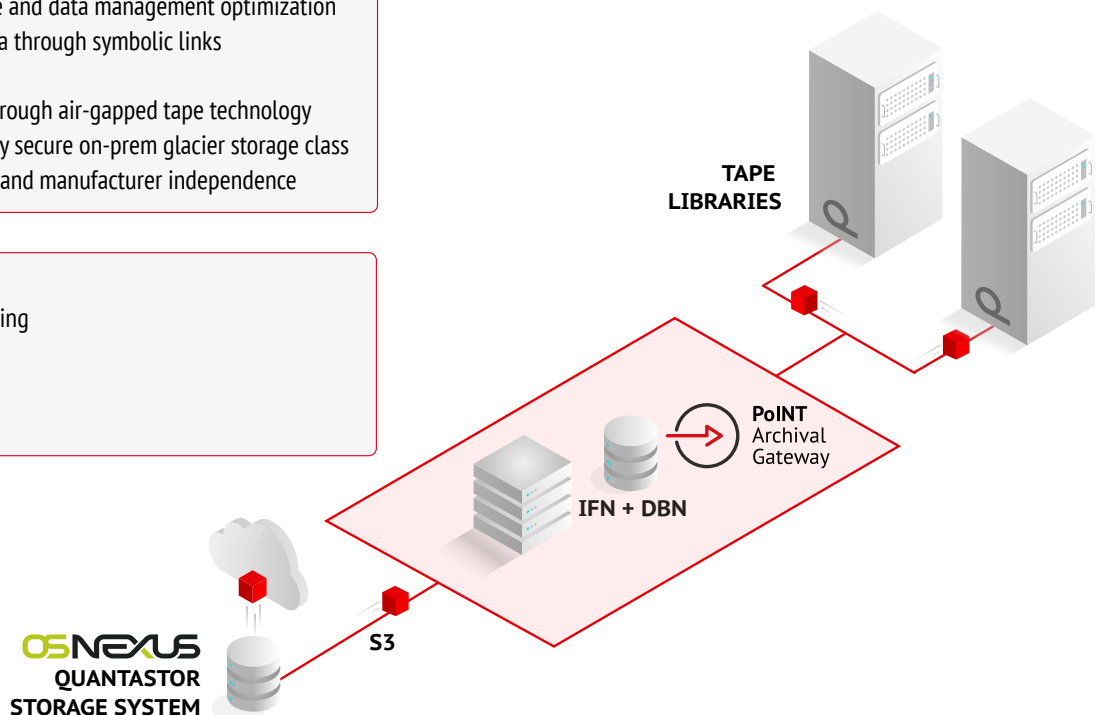 e and data management optimization
a through symbolic links
rough air-gapped tape technology
y secure on-prem glacier storage class
and manufacturer independence
ing
TAPE
LIBRARIES
PoINT
Archival
Gateway
IFN + DBN
S3
OSNEXUS
QUANTASTOR
STORAGE SYSTEM